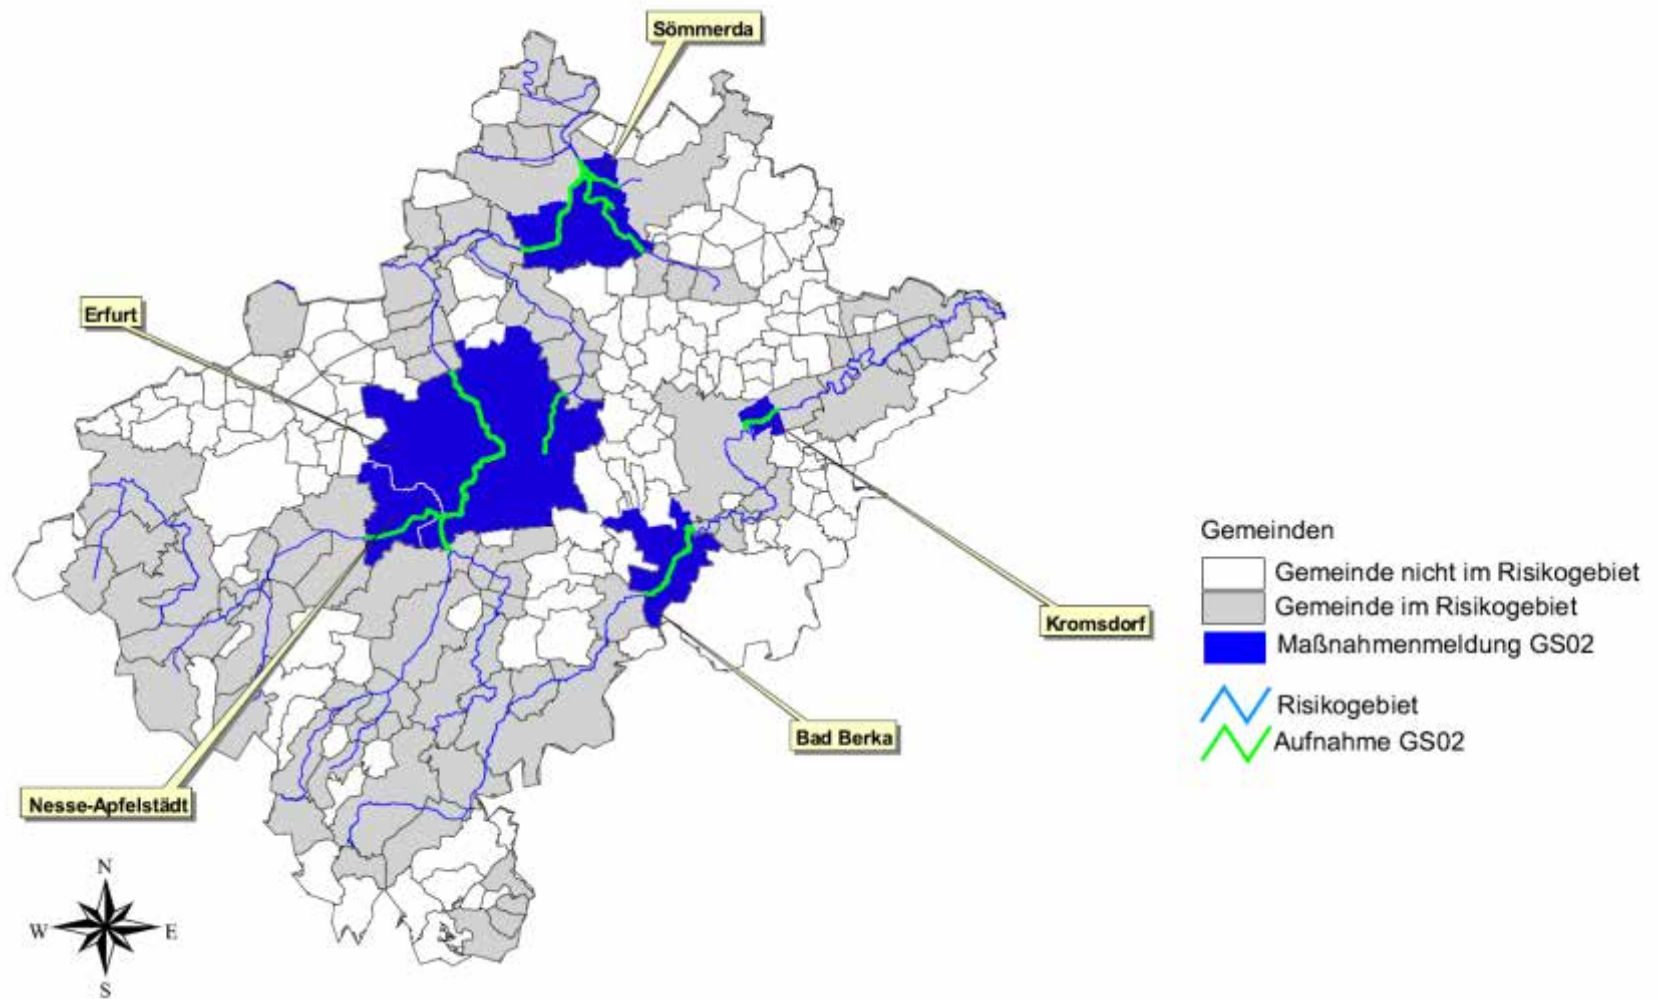 Sömmerda
Erfurt
Kromsdorf
Bad Berka
Nesse-Apfelstädt
N
W
E
S
Gemeinden
Gemeinde nicht im Risikogebiet
Gemeinde im Risikogebiet
Maßnahmenmeldung GS02
Risikogebiet
Aufnahme GS02